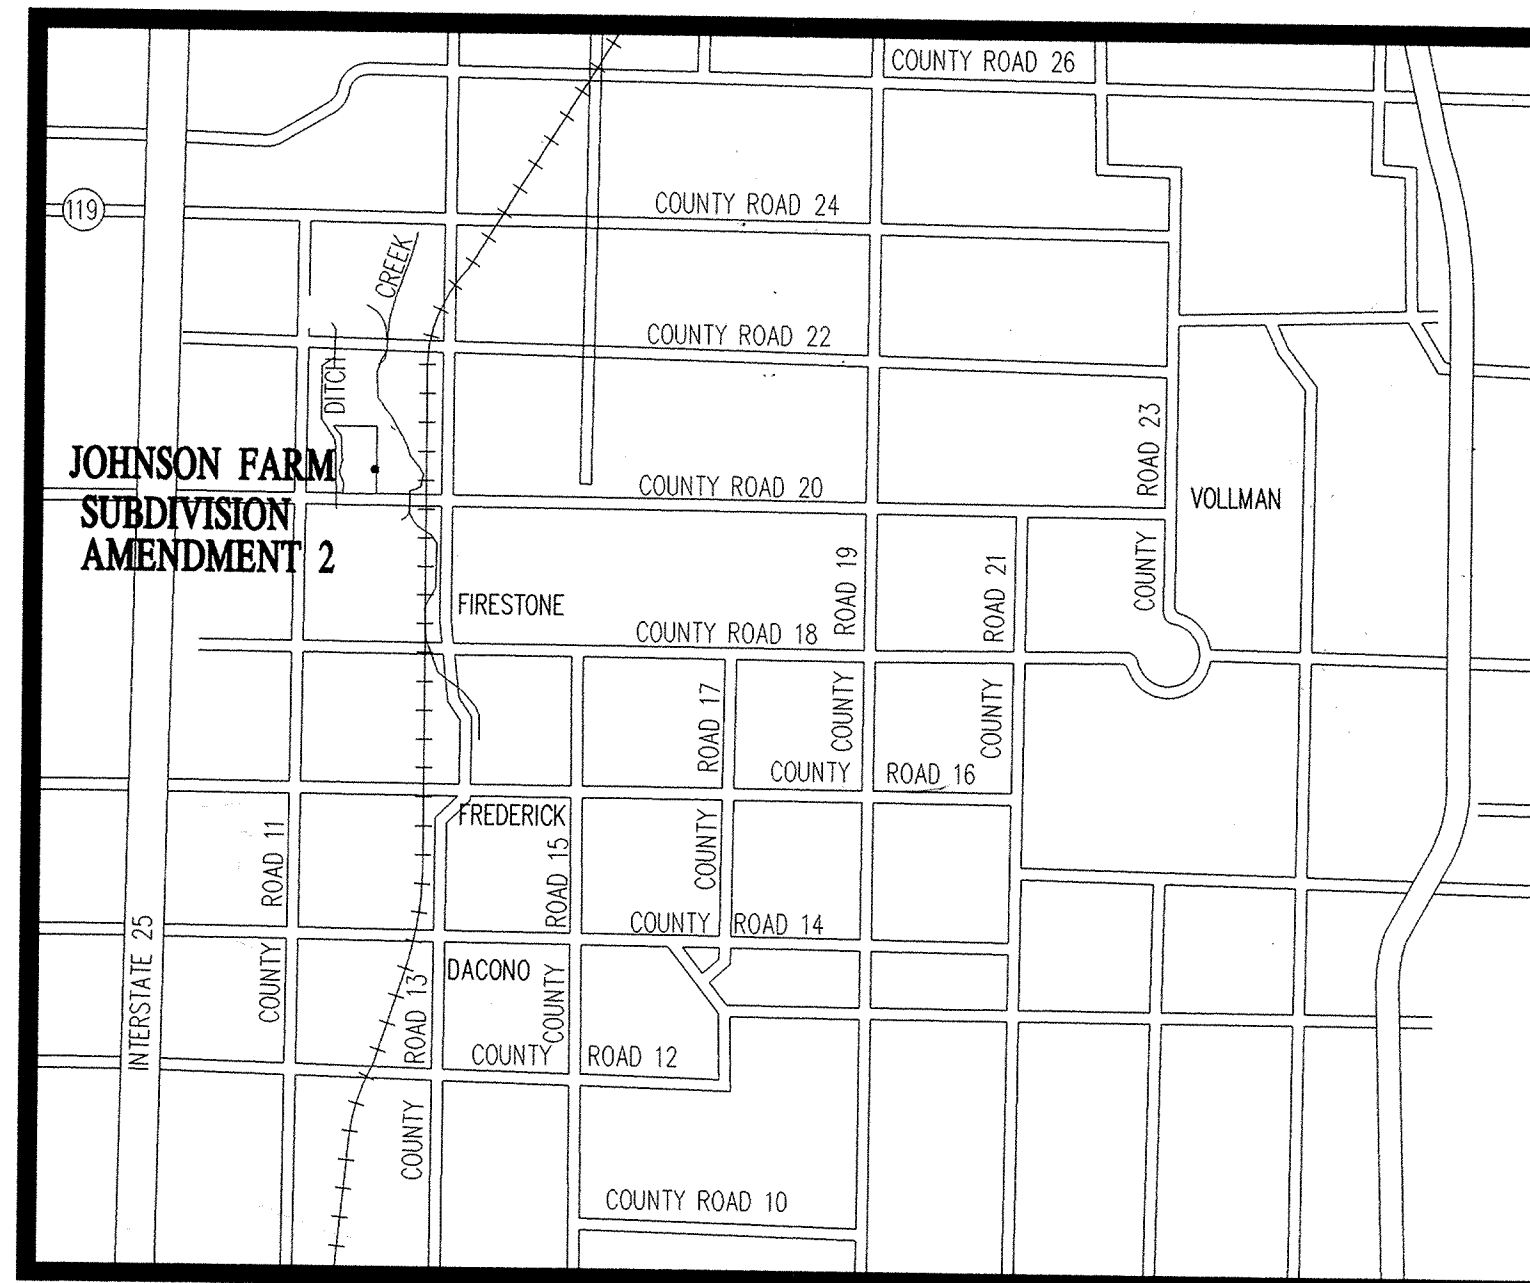 COUNTY ROAD 26
119
COUNTY ROAD 24
CREEK
COUNTY ROAD 22
DITCH
JOHNSON FARM
SUBDIVISION
AMENDMENT 2
COUNTY ROAD 20
COUNTY ROAD 23
VOLLMAN
FIRESTONE
COUNTY ROAD 18
COUNTY ROAD 19
COUNTY ROAD 21
COUNTY ROAD 17
COUNTY ROAD 16
FREDERICK
COUNTY ROAD 11
COUNTY ROAD 15
COUNTY ROAD 14
INTERSTATE 25
DACONO
COUNTY ROAD 13
COUNTY ROAD 12
COUNTY ROAD 10